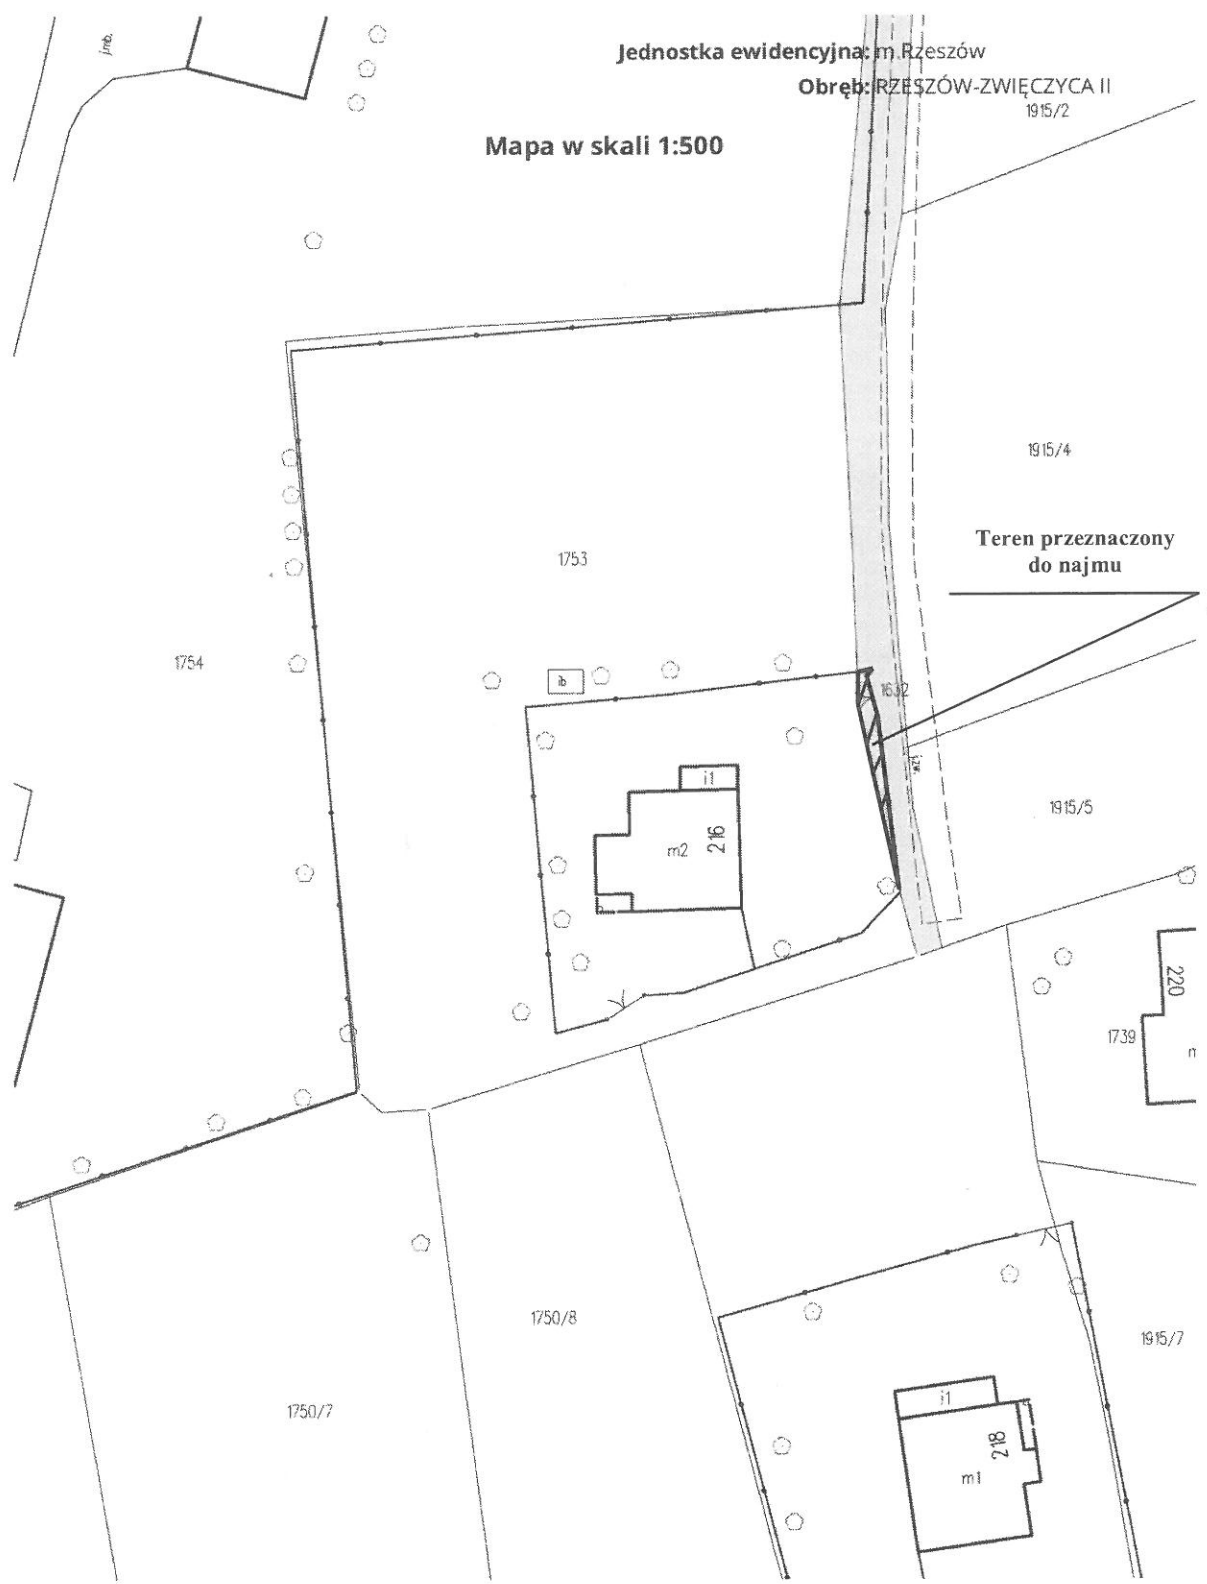 jmb.
Jednostka ewidencyjna: m.Rzeszów
Obręb: RZESZÓW-ZWIĘCZYCA II
1915/2
Mapa w skali 1:500
1915/4
Teren przeznaczony
do najmu
1753
1754
ib
1632
jzw.
i1
216
m2
1915/5
220
1739
m
1750/8
1915/7
1750/7
i1
218
m1